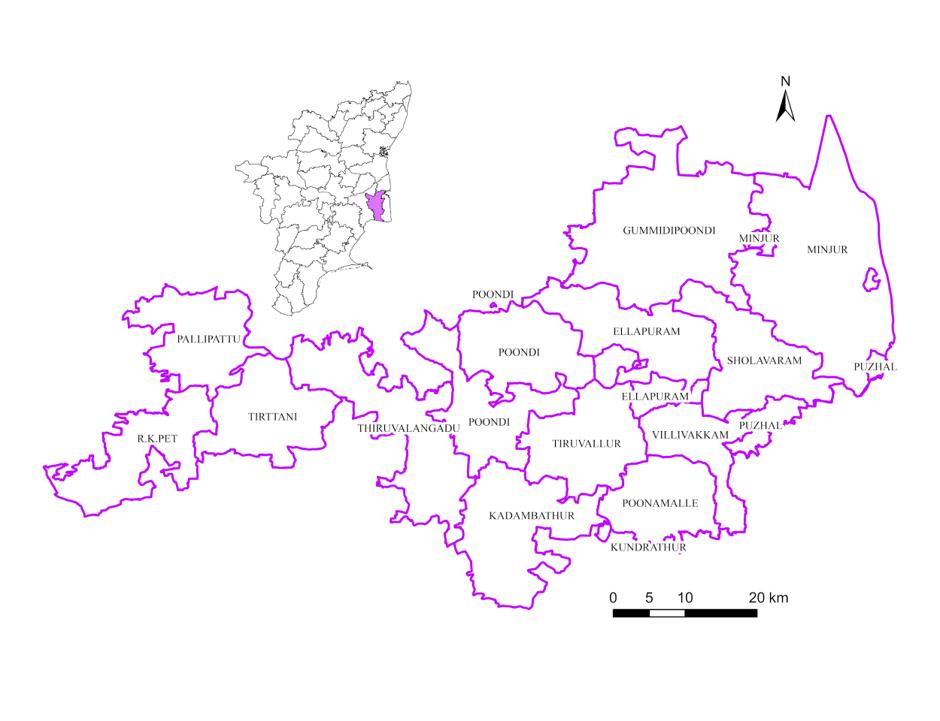 N
GUMMIDIPOONDI
MINJUR
MINJUR
POONDI
ELLAPURAM
PALLIPATTU
POONDI
SHOLAVARAM
PUZHAL
ELLAPURAM
TIRTTANI
POONDI
THIRUVALANGADU
PUZHAL
R.K.PET
VILLIVAKKAM
TIRUVALLUR
POONAMALLE
KADAMBATHUR
KUNDRATHUR
0 5 10 20 km